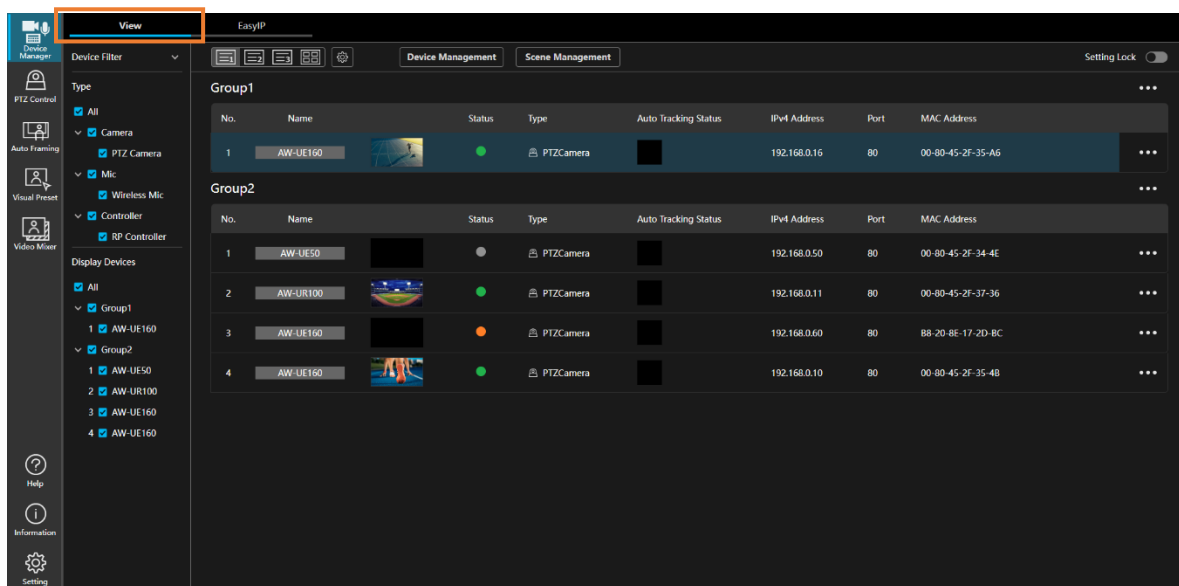 View
EasyIP
Device Manager
PTZ Control
Auto Framing
Visual Preset
Video Mixer
Help
Information
Setting
Device Filter
Type
All
Camera
PTZ Camera
Mic
Wireless Mic
Controller
RP Controller
Display Devices
All
Group1
1 AW-UE160
Group2
1 AW-UE50
2 AW-UR100
3 AW-UE160
4 AW-UE160
1 2 3
Device Management
Scene Management
Setting Lock
Group1
No. Name Status Type Auto Tracking Status IPv4 Address Port MAC Address
1 AW-UE160 PTZCamera 192.168.0.16 80 00-80-45-2F-35-A6
Group2
No. Name Status Type Auto Tracking Status IPv4 Address Port MAC Address
1 AW-UE50 PTZCamera 192.168.0.50 80 00-80-45-2F-34-4E
2 AW-UR100 PTZCamera 192.168.0.11 80 00-80-45-2F-37-36
3 AW-UE160 PTZCamera 192.168.0.60 80 B8-20-8E-17-2D-BC
4 AW-UE160 PTZCamera 192.168.0.10 80 00-80-45-2F-35-4B